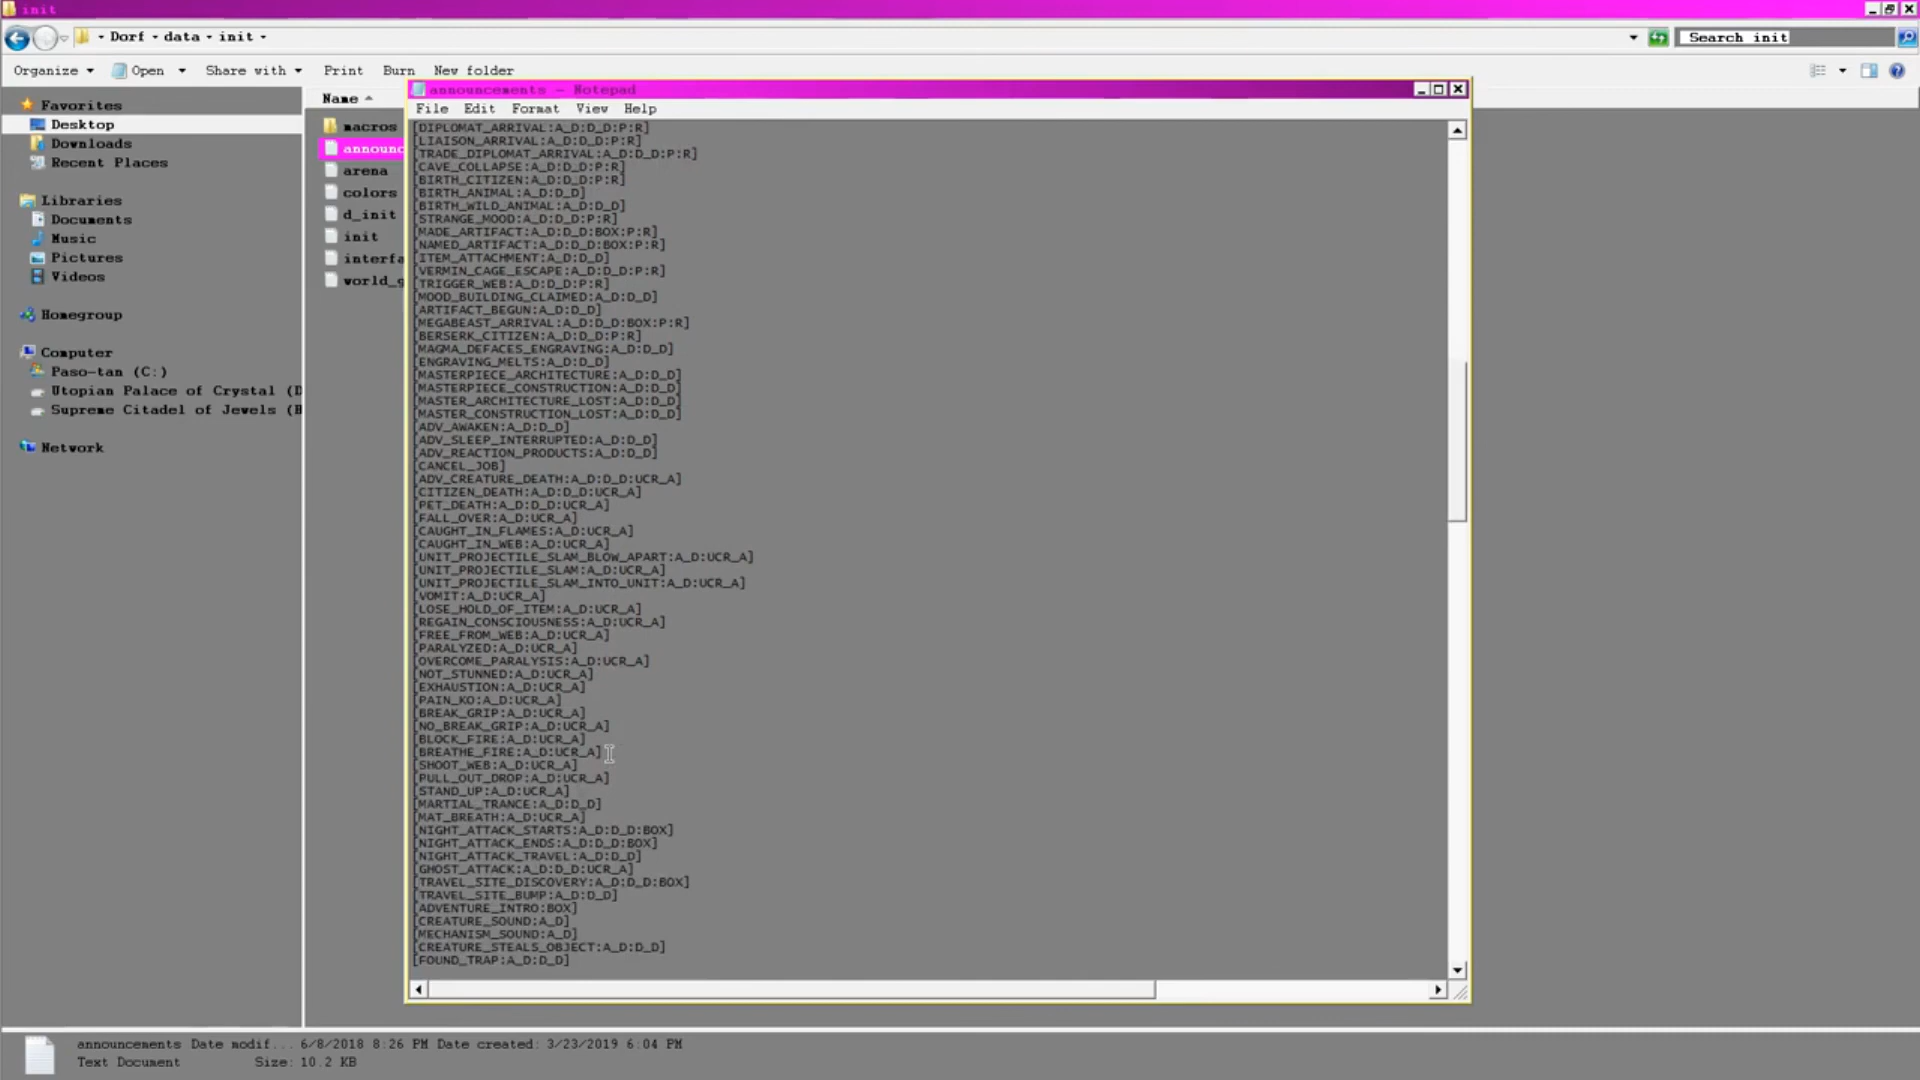 init
Dorf - data - init -
Search init
Organize
Open
Share with
Print
Burn
New folder
Favorites
Desktop
Downloads
Recent Places
Libraries
Documents
Music
Pictures
Videos
Homegroup
Computer
Paso-tan (C:)
Utopian Palace of Crystal (D
Supreme Citadel of Jewels (H
Network
Name
macros
announc
arena
colors
d_init
init
interfa
world_g
announcements - Notepad
File Edit Format View Help
[DIPLOMAT_ARRIVAL:A_D:D_D:P:R]
[LIAISON_ARRIVAL:A_D:D_D:P:R]
[TRADE_DIPLOMAT_ARRIVAL:A_D:D_D:P:R]
[CAVE_COLLAPSE:A_D:D_D:P:R]
[BIRTH_CITIZEN:A_D:D_D:P:R]
[BIRTH_ANIMAL:A_D:D_D]
[BIRTH_WILD_ANIMAL:A_D:D_D]
[STRANGE_MOOD:A_D:D_D:P:R]
[MADE_ARTIFACT:A_D:D_D:BOX:P:R]
[NAMED_ARTIFACT:A_D:D_D:BOX:P:R]
[ITEM_ATTACHMENT:A_D:D_D]
[VERMIN_CAGE_ESCAPE:A_D:D_D:P:R]
[TRIGGER_WEB:A_D:D_D:P:R]
[MOOD_BUILDING_CLAIMED:A_D:D_D]
[ARTIFACT_BEGUN:A_D:D_D]
[MEGABEAST_ARRIVAL:A_D:D_D:BOX:P:R]
[BERSERK_CITIZEN:A_D:D_D:P:R]
[MAGMA_DEFACES_ENGRAVING:A_D:D_D]
[ENGRAVING_MELTS:A_D:D_D]
[MASTERPIECE_ARCHITECTURE:A_D:D_D]
[MASTERPIECE_CONSTRUCTION:A_D:D_D]
[MASTER_ARCHITECTURE_LOST:A_D:D_D]
[MASTER_CONSTRUCTION_LOST:A_D:D_D]
[ADV_AWAKEN:A_D:D_D]
[ADV_SLEEP_INTERRUPTED:A_D:D_D]
[ADV_REACTION_PRODUCTS:A_D:D_D]
[CANCEL_JOB]
[ADV_CREATURE_DEATH:A_D:D_D:UCR_A]
[CITIZEN_DEATH:A_D:D_D:UCR_A]
[PET_DEATH:A_D:D_D:UCR_A]
[FALL_OVER:A_D:UCR_A]
[CAUGHT_IN_FLAMES:A_D:UCR_A]
[CAUGHT_IN_WEB:A_D:UCR_A]
[UNIT_PROJECTILE_SLAM_BLOW_APART:A_D:UCR_A]
[UNIT_PROJECTILE_SLAM:A_D:UCR_A]
[UNIT_PROJECTILE_SLAM_INTO_UNIT:A_D:UCR_A]
[VOMIT:A_D:UCR_A]
[LOSE_HOLD_OF_ITEM:A_D:UCR_A]
[REGAIN_CONSCIOUSNESS:A_D:UCR_A]
[FREE_FROM_WEB:A_D:UCR_A]
[PARALYZED:A_D:UCR_A]
[OVERCOME_PARALYSIS:A_D:UCR_A]
[NOT_STUNNED:A_D:UCR_A]
[EXHAUSTION:A_D:UCR_A]
[PAIN_KO:A_D:UCR_A]
[BREAK_GRIP:A_D:UCR_A]
[NO_BREAK_GRIP:A_D:UCR_A]
[BLOCK_FIRE:A_D:UCR_A]
[BREATHE_FIRE:A_D:UCR_A]
[SHOOT_WEB:A_D:UCR_A]
[PULL_OUT_DROP:A_D:UCR_A]
[STAND_UP:A_D:UCR_A]
[MARTIAL_TRANCE:A_D:D_D]
[MAT_BREATH:A_D:UCR_A]
[NIGHT_ATTACK_STARTS:A_D:D_D:BOX]
[NIGHT_ATTACK_ENDS:A_D:D_D:BOX]
[NIGHT_ATTACK_TRAVEL:A_D:D_D]
[GHOST_ATTACK:A_D:D_D:UCR_A]
[TRAVEL_SITE_DISCOVERY:A_D:D_D:BOX]
[TRAVEL_SITE_BUMP:A_D:D_D]
[ADVENTURE_INTRO:BOX]
[CREATURE_SOUND:A_D]
[MECHANISM_SOUND:A_D]
[CREATURE_STEALS_OBJECT:A_D:D_D]
[FOUND_TRAP:A_D:D_D]
announcements Date modif... 6/8/2018 8:26 PM Date created: 3/23/2019 6:04 PM
Text Document Size: 10.2 KB